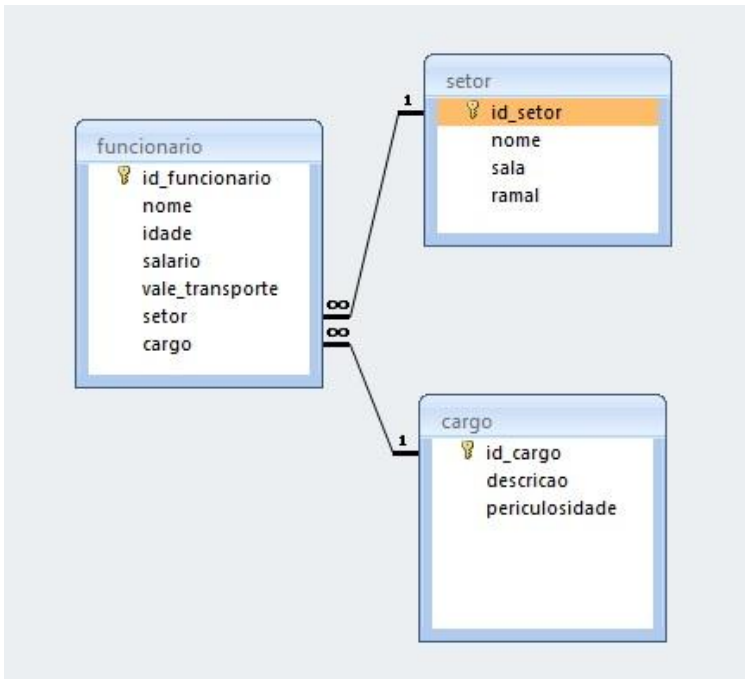 funcionario
id_funcionario
nome
idade
salario
vale_transporte
setor
cargo
1
∞
∞
1
setor
id_setor
nome
sala
ramal
cargo
id_cargo
descricao
periculosidade